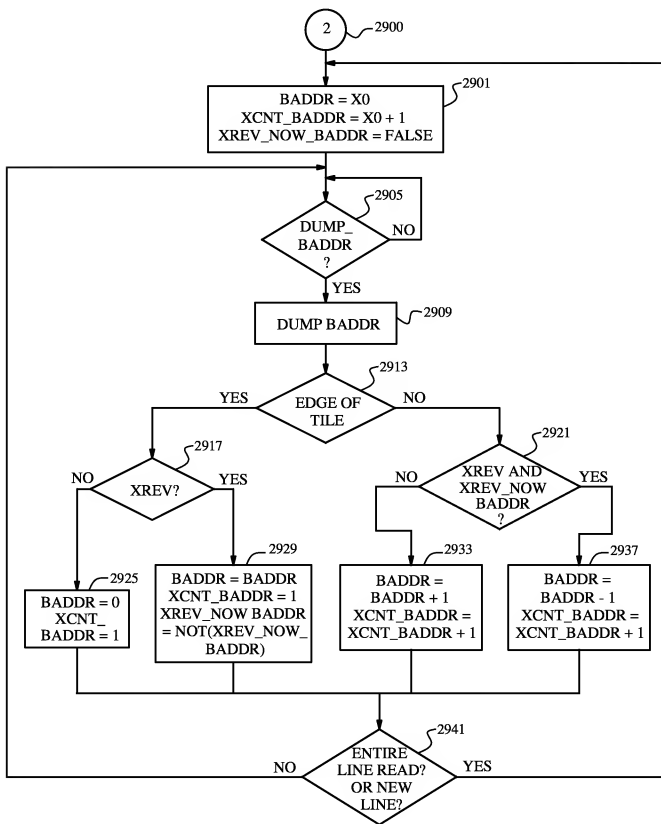 2
2900
2901
BADDR = X0
XCNT_BADDR = X0 + 1
XREV_NOW_BADDR = FALSE
2905
DUMP_
BADDR
?
NO
YES
2909
DUMP BADDR
2913
YES
EDGE OF
TILE
NO
2917
NO
XREV?
YES
2921
NO
XREV AND
XREV_NOW
BADDR
?
YES
2925
BADDR = 0
XCNT_
BADDR = 1
2929
BADDR = BADDR
XCNT_BADDR = 1
XREV_NOW BADDR
= NOT(XREV_NOW_
BADDR)
2933
BADDR =
BADDR + 1
XCNT_BADDR =
XCNT_BADDR + 1
2937
BADDR =
BADDR - 1
XCNT_BADDR =
XCNT_BADDR + 1
2941
NO
ENTIRE
LINE READ?
OR NEW
LINE?
YES